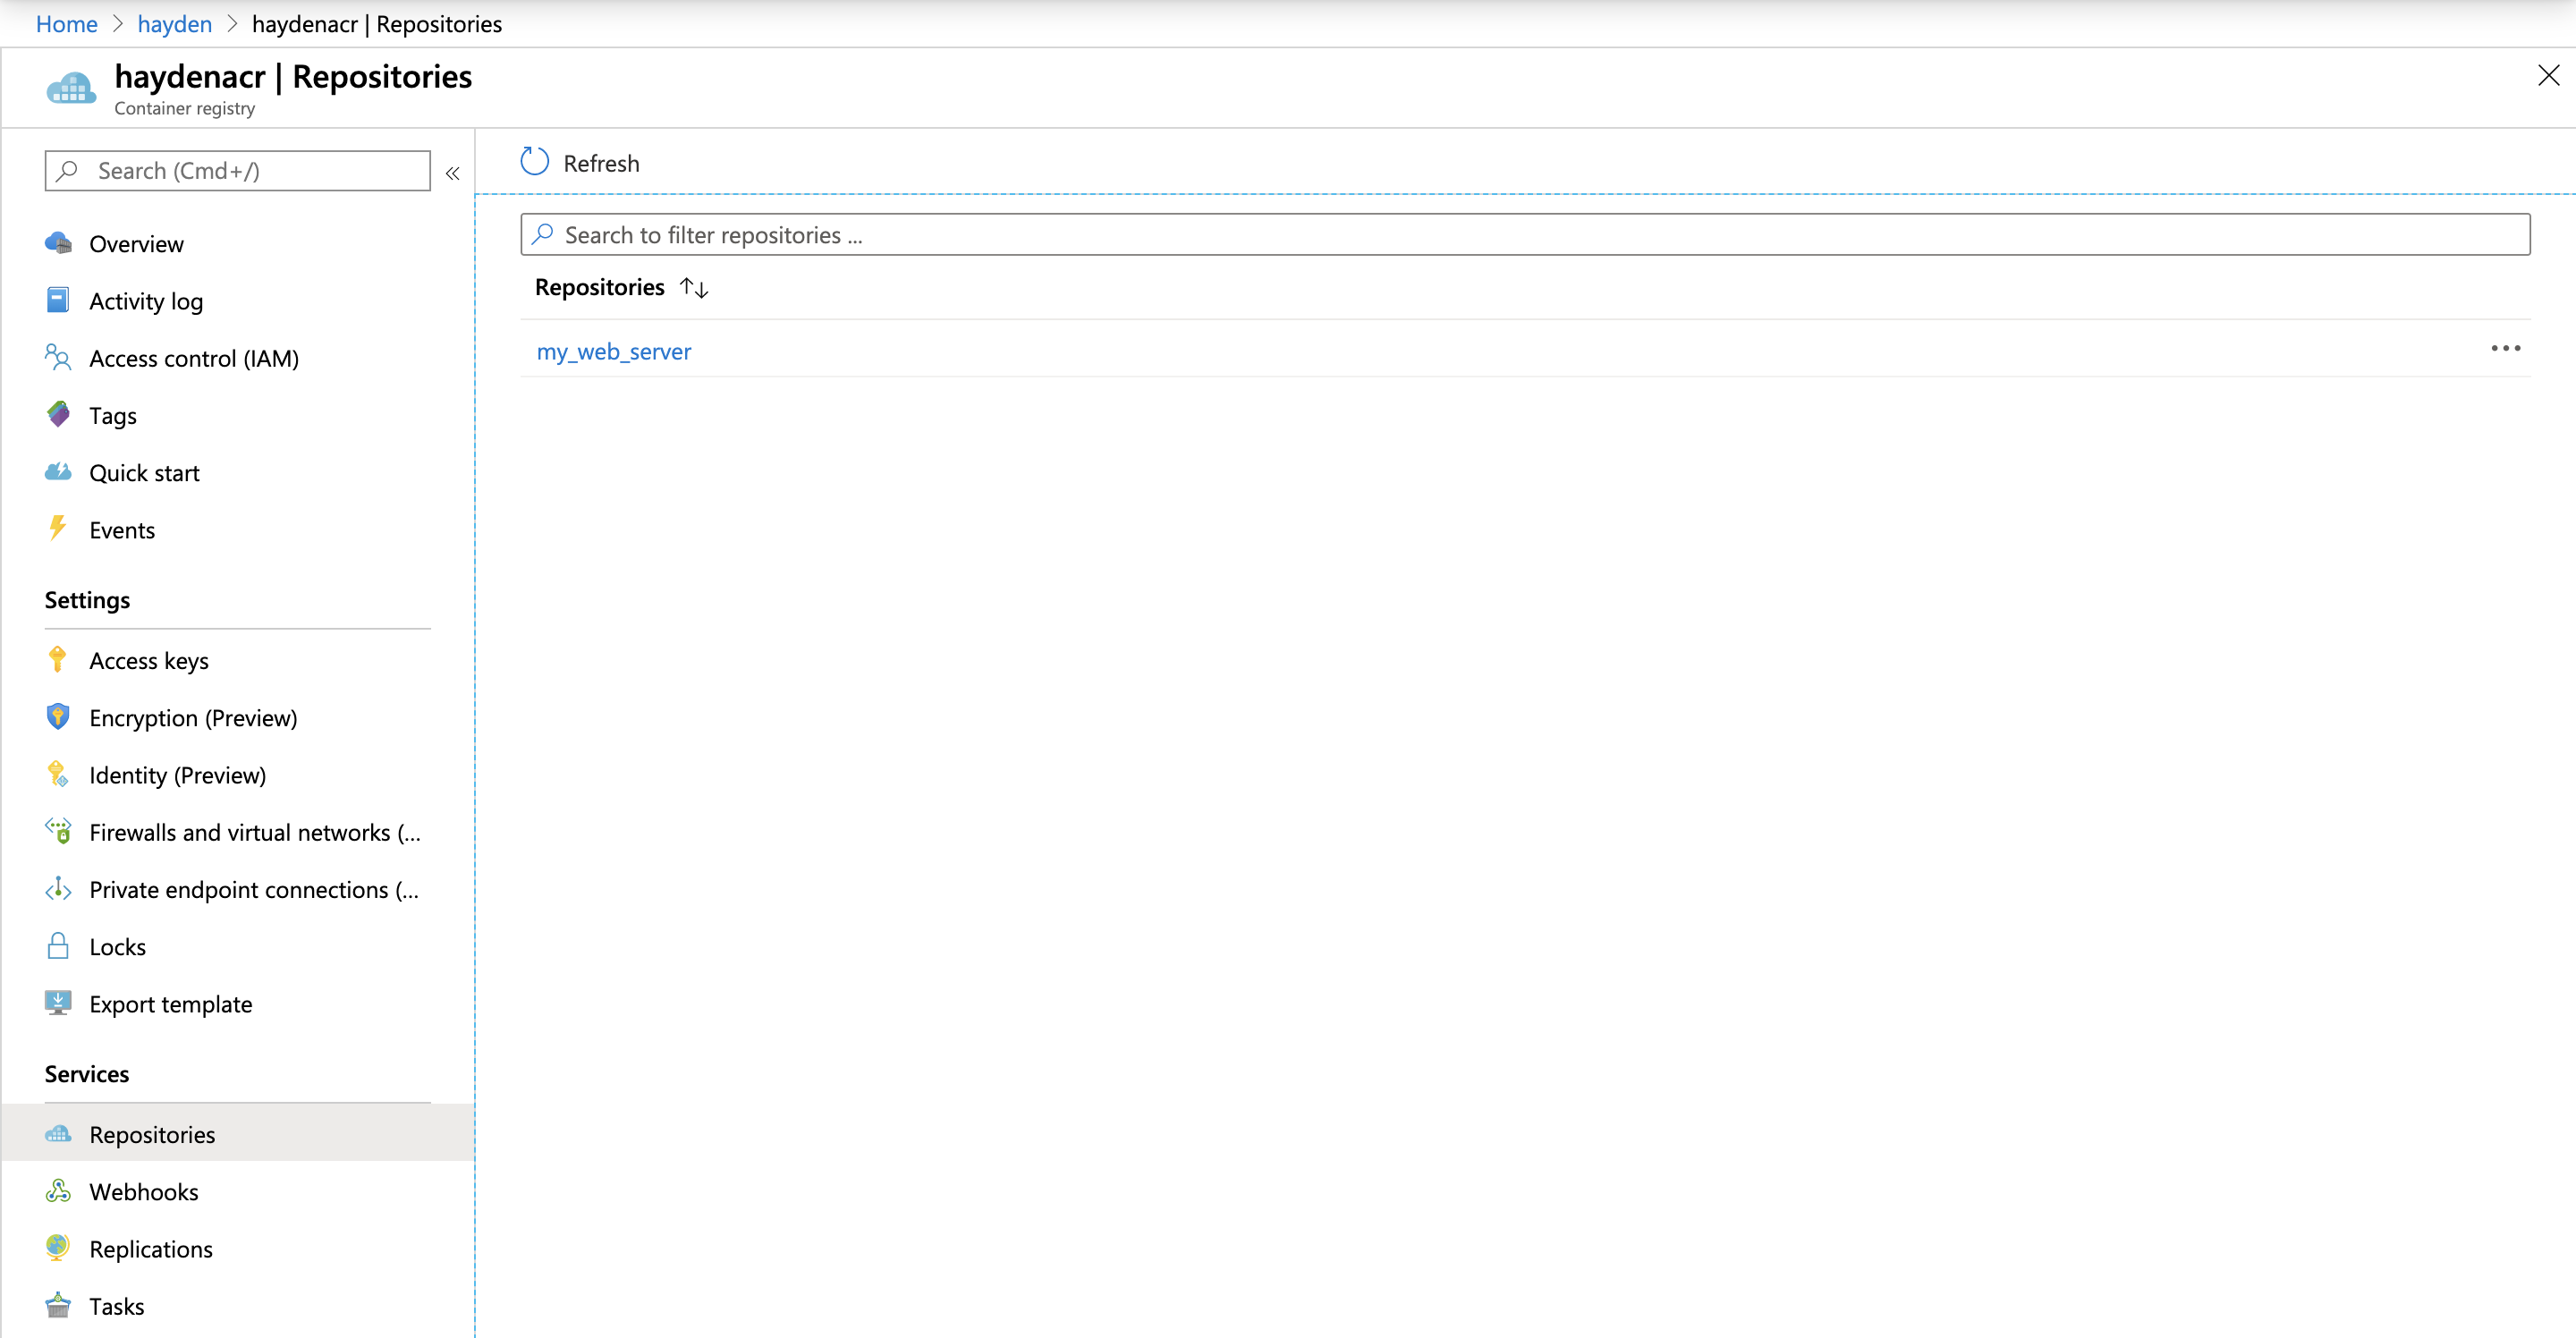 Home > hayden > haydenacr | Repositories
haydenacr | Repositories
Container registry
Search (Cmd+/)
«
Overview
Activity log
Access control (IAM)
Tags
Quick start
Events
Settings
Access keys
Encryption (Preview)
Identity (Preview)
Firewalls and virtual networks (...
Private endpoint connections (...
Locks
Export template
Services
Repositories
Webhooks
Replications
Tasks
Refresh
Search to filter repositories ...
Repositories ↑↓
my_web_server